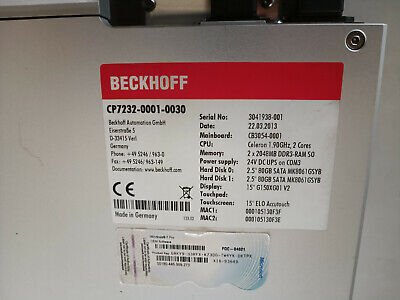 BECKHOFF
CP7232-0001-0030
Beckhoff Automation GmbH
Eiserstraße 5
D-33415 Verl
Germany
Phone +49 5246 / 963-0
Fax +49 5246 / 963-149
www.beckhoff.com
Made in Germany
Serial No: 3041938-001
Date: 22.03.2013
Mainboard: CB3054-0001
CPU: Celeron 1,90GHz, 2 Cores
Memory: 2 x 2048MB DDR3-RAM SO
Power supply: 24V DC UPS on COM3
Hard Disk 0: 2.5" 80GB SATA MK8061GSYB
Hard Disk 1: 2.5" 80GB SATA MK8061GSYB
Display: 15" G150XG01 V2
Touchpad:
Touchscreen: 15" ELO Accutouch
MAC1: 000105130F3F
MAC2: 000105130F3E